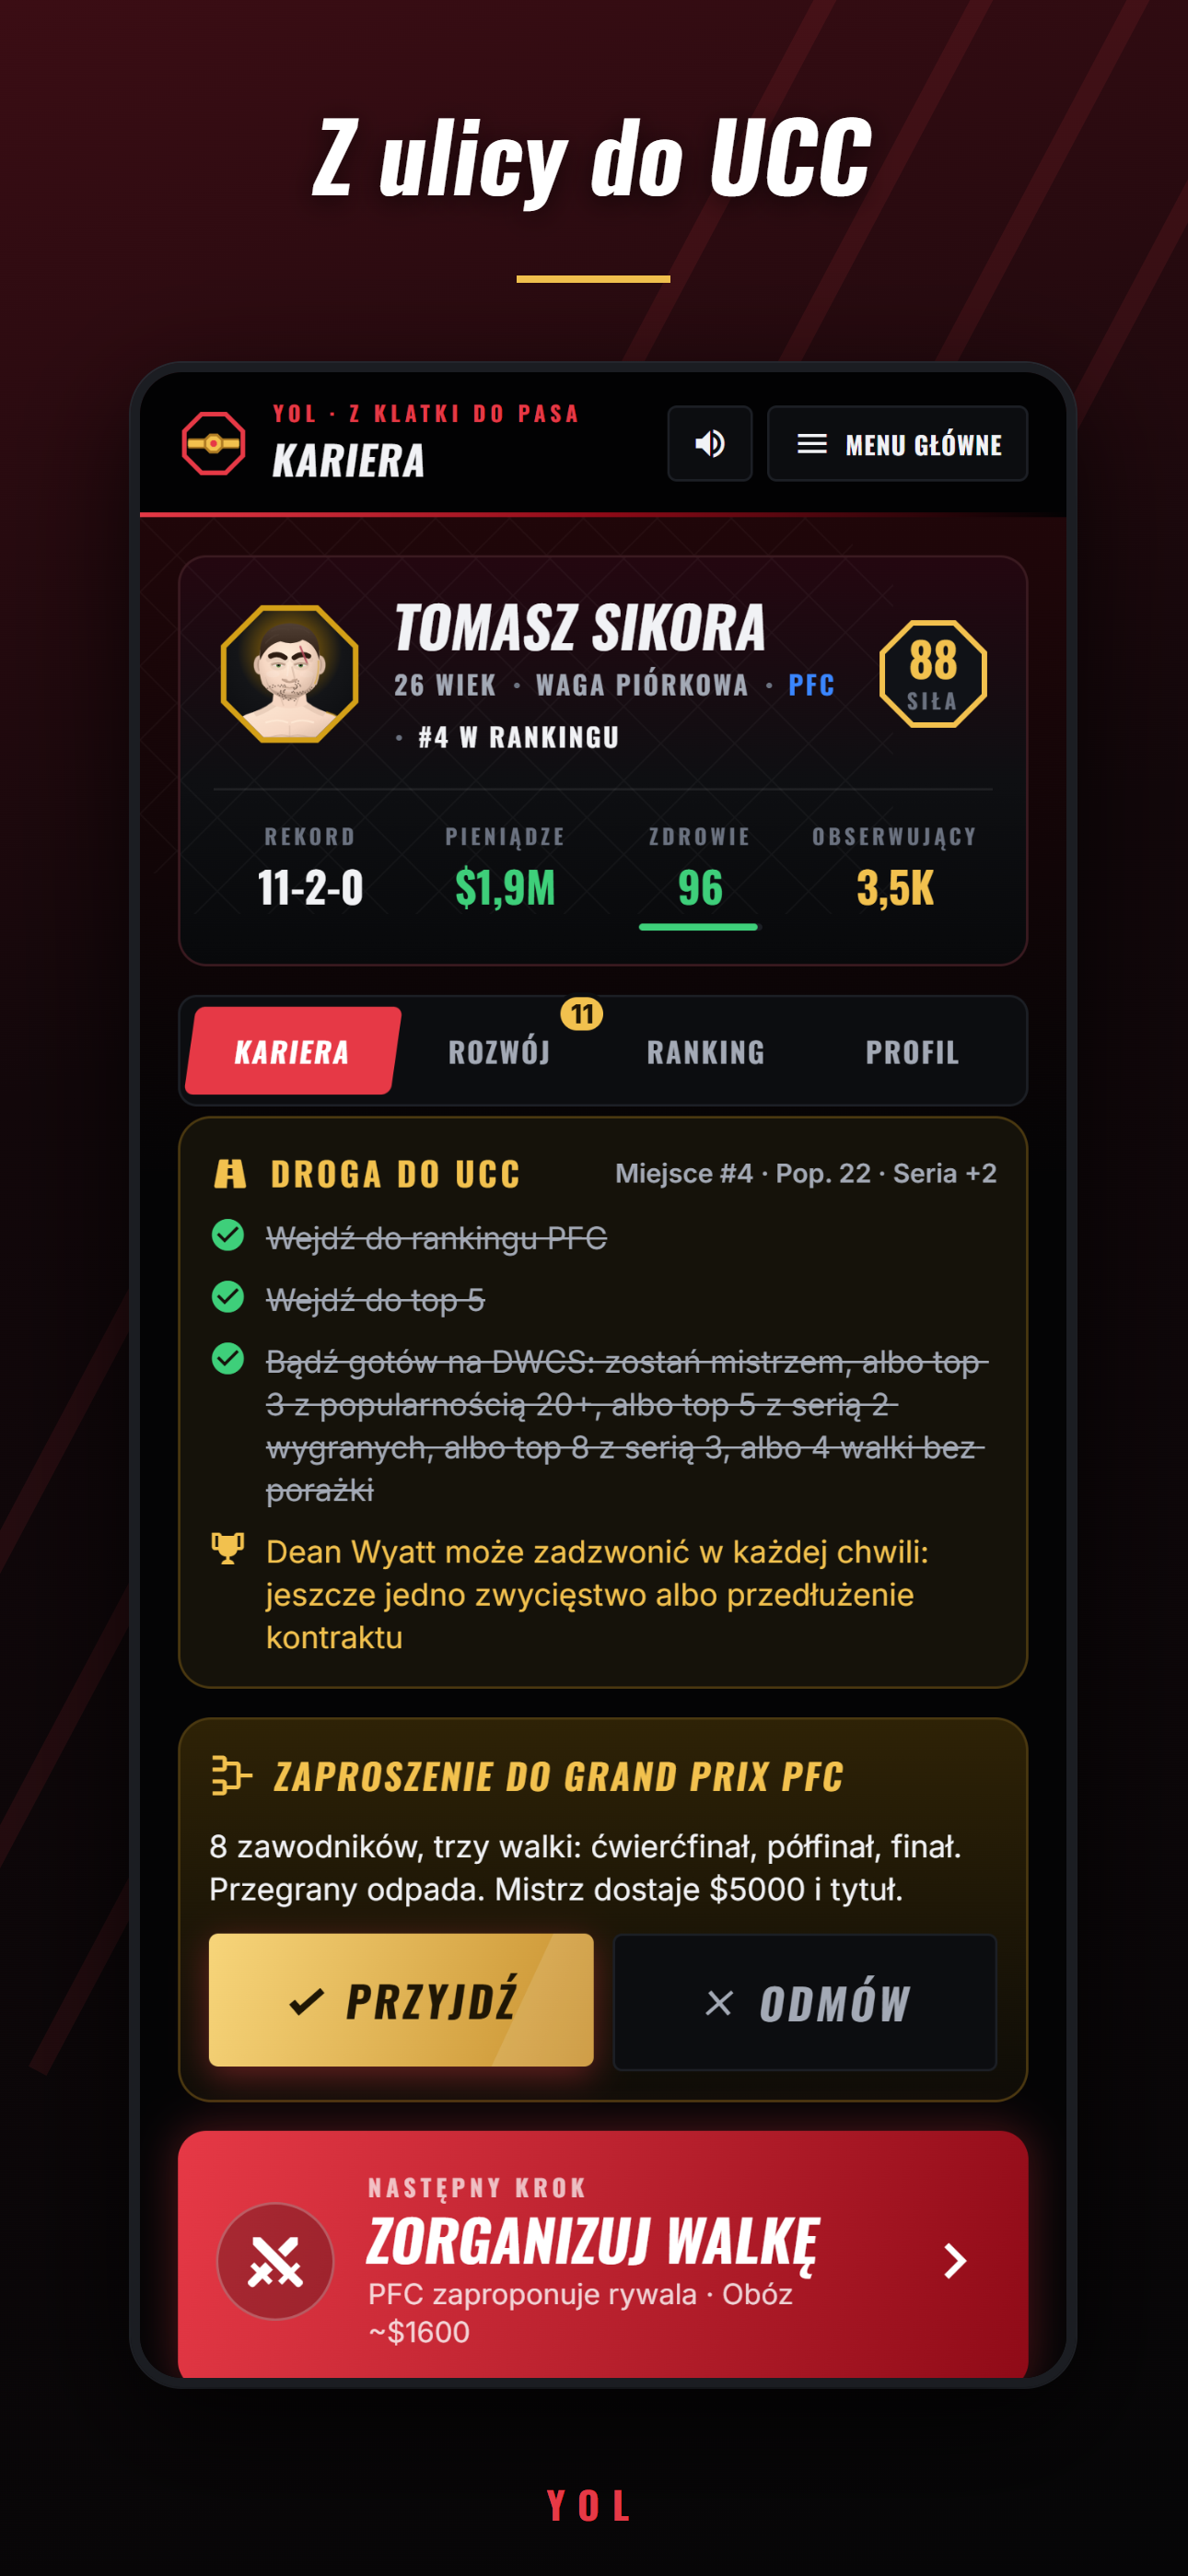 Z ulicy do UCC
YOL · Z KLATKI DO PASA
KARIERA
MENU GŁÓWNE
TOMASZ SIKORA
26 WIEK · WAGA PIÓRKOWA · PFC
· #4 W RANKINGU
88
SIŁA
REKORD
11-2-0
PIENIĄDZE
$1,9M
ZDROWIE
96
OBSERWUJĄCY
3,5K
KARIERA
ROZWÓJ
11
RANKING
PROFIL
DROGA DO UCC
Miejsce #4 · Pop. 22 · Seria +2
Wejdź do rankingu PFC
Wejdź do top 5
Bądź gotów na DWCS: zostań mistrzem, albo top
3 z popularnością 20+, albo top 5 z serią 2
wygranych, albo top 8 z serią 3, albo 4 walki bez
porażki
Dean Wyatt może zadzwonić w każdej chwili:
jeszcze jedno zwycięstwo albo przedłużenie
kontraktu
ZAPROSZENIE DO GRAND PRIX PFC
8 zawodników, trzy walki: ćwierćfinał, półfinał, finał.
Przegrany odpada. Mistrz dostaje $5000 i tytuł.
PRZYJDŹ
ODMÓW
NASTĘPNY KROK
ZORGANIZUJ WALKĘ
PFC zaproponuje rywala · Obóz
~$1600
YOL